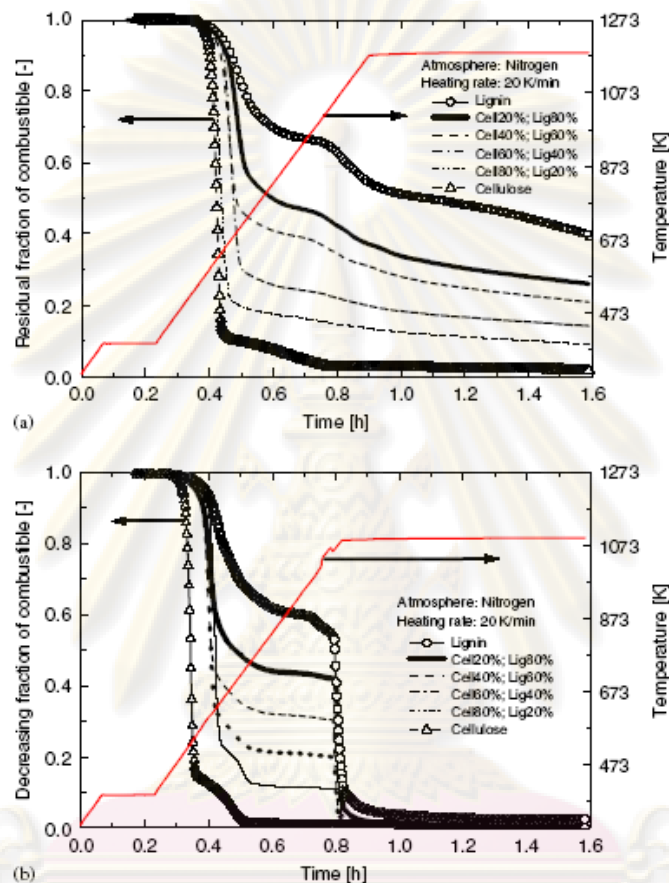 1.0
0.8
0.6
0.4
0.2
0.0
Residual fraction of combustible [-]
Atmosphere: Nitrogen
Heating rate: 20 K/min
Lignin
Cell20%; Lig80%
Cell40%; Lig60%
Cell60%; Lig40%
Cell80%; Lig20%
Cellulose
1273
1073
873
673
473
Temperature [K]
0.0 0.2 0.4 0.6 0.8 1.0 1.2 1.4 1.6
(a)
Time [h]
1.0
0.8
0.6
0.4
0.2
0.0
Decreasing fraction of combustible [-]
Atmosphere: Nitrogen
Heating rate: 20 K/min
Lignin
Cell20%; Lig80%
Cell40%; Lig60%
Cell60%; Lig40%
Cell80%; Lig20%
Cellulose
1273
1073
873
673
473
Temperature [K]
0.0 0.2 0.4 0.6 0.8 1.0 1.2 1.4 1.6
(b)
Time [h]